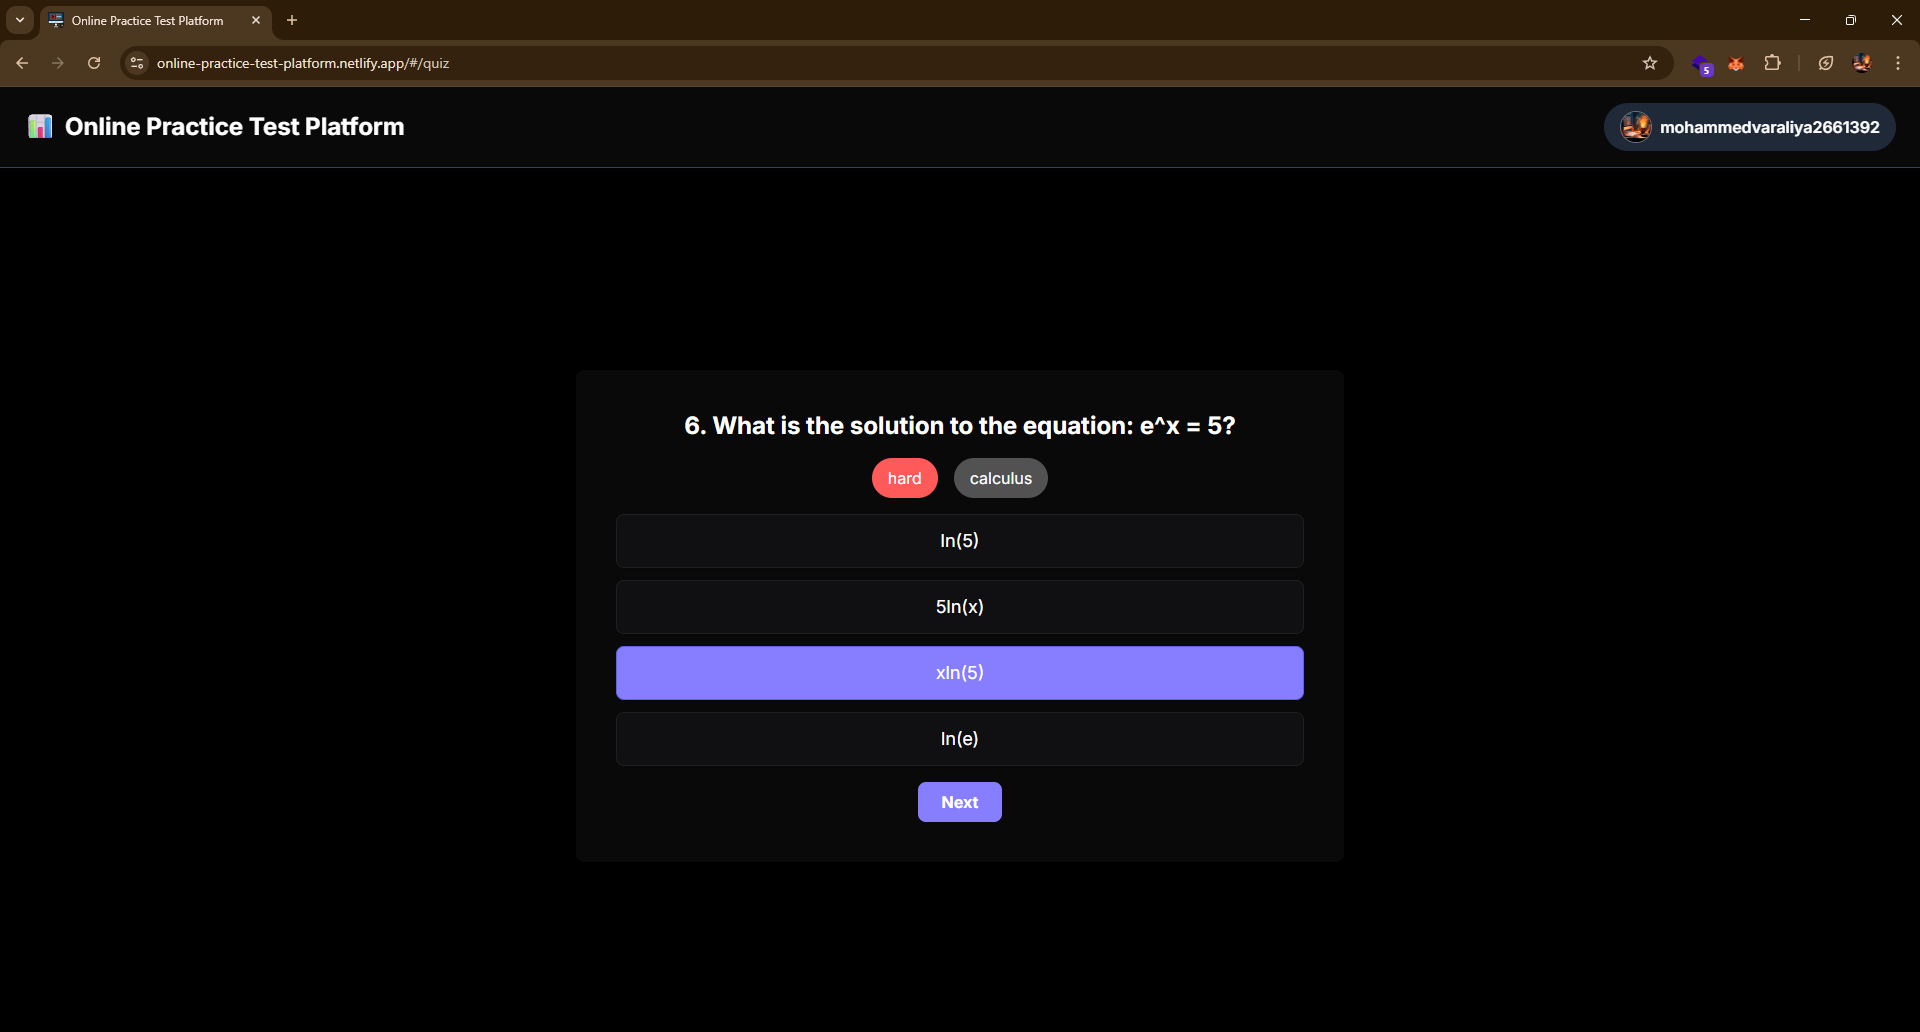 Online Practice Test Platform
online-practice-test-platform.netlify.app/#/quiz
5
Online Practice Test Platform
mohammedvaraliya2661392
6. What is the solution to the equation: e^x = 5?
hard
calculus
ln(5)
5ln(x)
xln(5)
ln(e)
Next